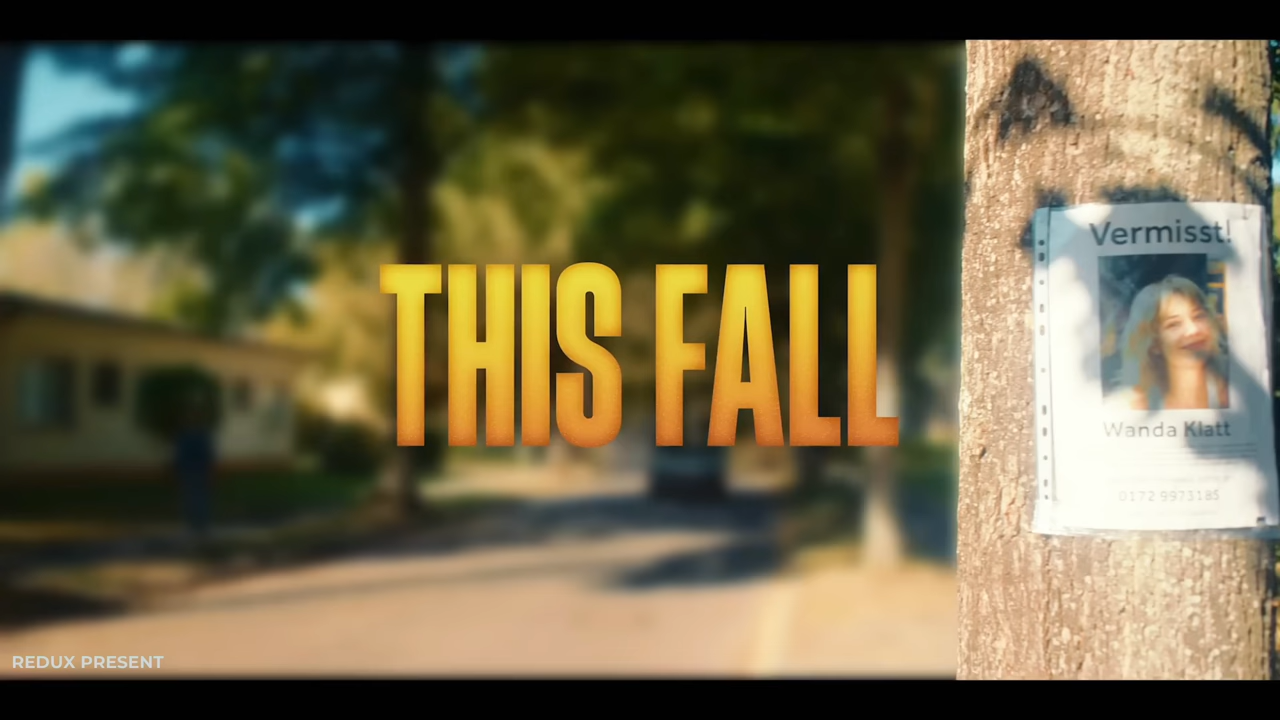 THIS FALL
Vermisst!
Wanda Klatt
0172 9973185
REDUX PRESENT